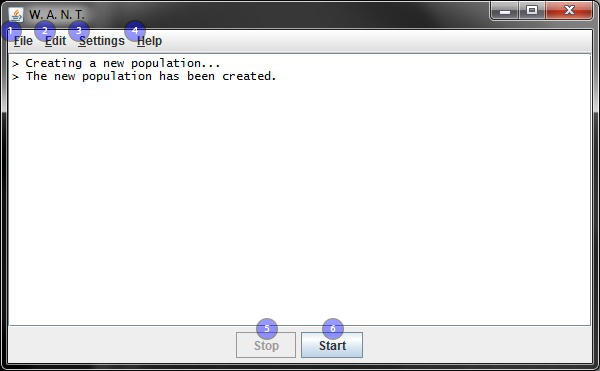 W. A. N. T.
1 2 3 4
File Edit Settings Help
> Creating a new population...
> The new population has been created.
5 6
Stop Start